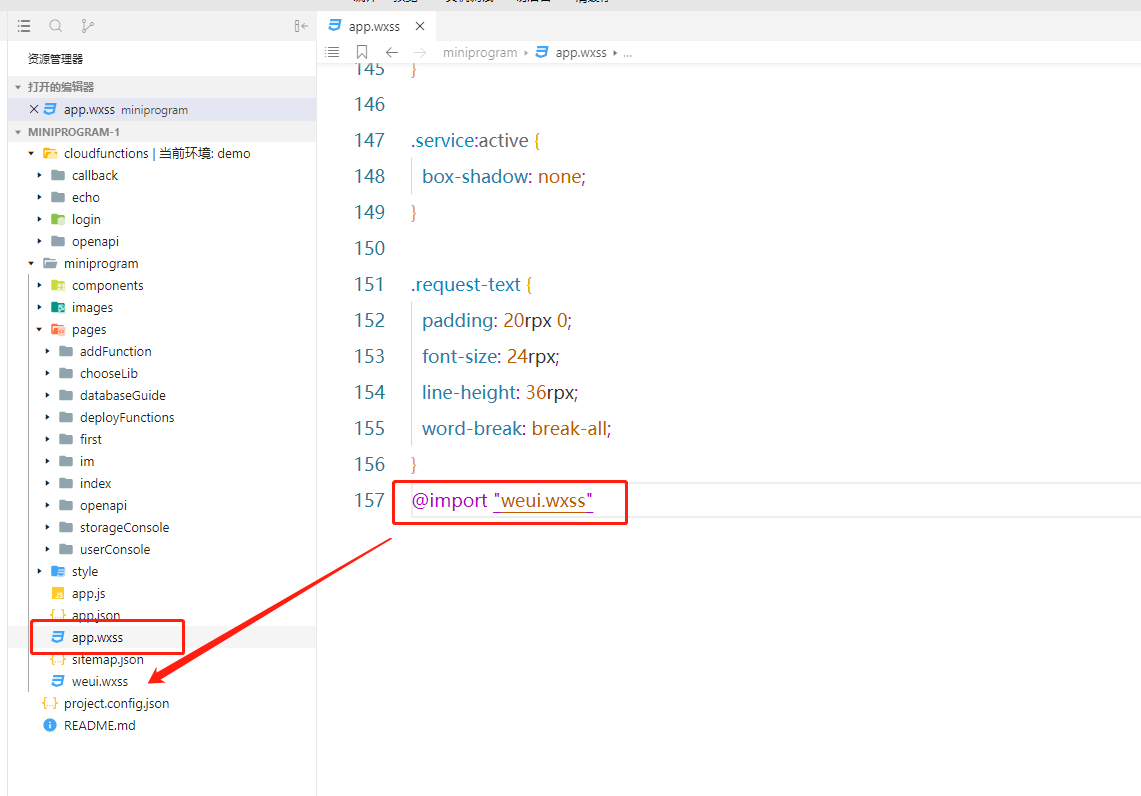 app.wxss
资源管理器
miniprogram app.wxss ...
打开的编辑器
app.wxss miniprogram
MINIPROGRAM-1
cloudfunctions | 当前环境: demo
callback
echo
login
openapi
miniprogram
components
images
pages
addFunction
chooseLib
databaseGuide
deployFunctions
first
im
index
openapi
storageConsole
userConsole
style
app.js
app.json
app.wxss
sitemap.json
weui.wxss
project.config.json
README.md
145 }
146
147 .service:active {
148 box-shadow: none;
149 }
150
151 .request-text {
152 padding: 20rpx 0;
153 font-size: 24rpx;
154 line-height: 36rpx;
155 word-break: break-all;
156 }
157 @import "weui.wxss"